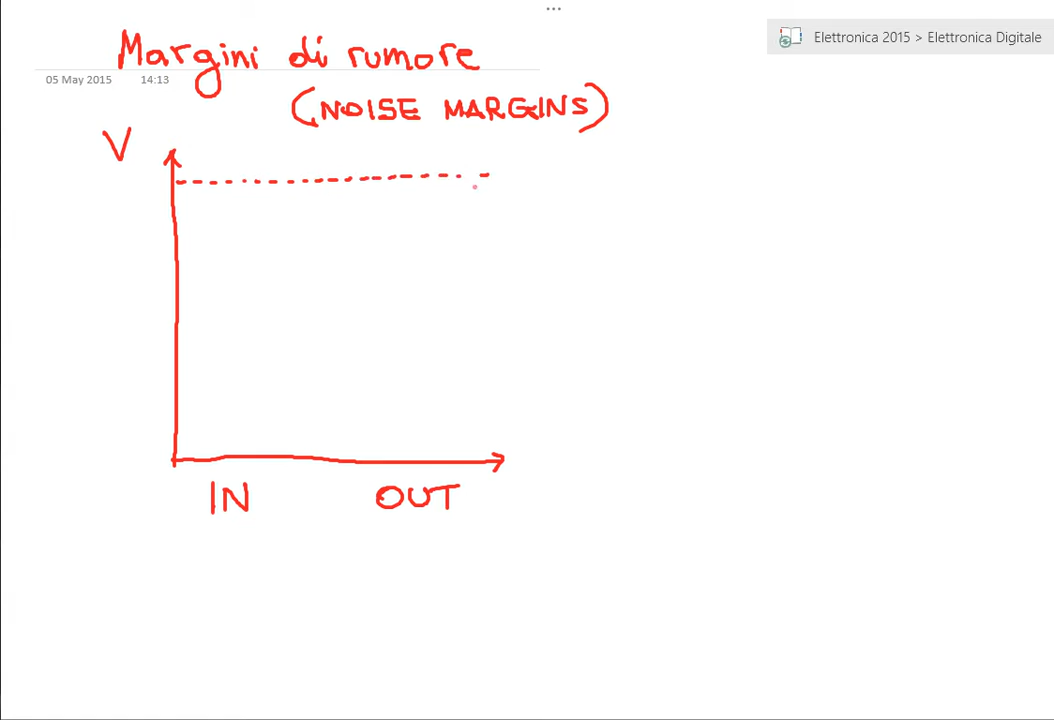 Elettronica 2015 > Elettronica Digitale
Margini di rumore
05 May 2015 14:13
(NOISE MARGINS)
V
IN OUT